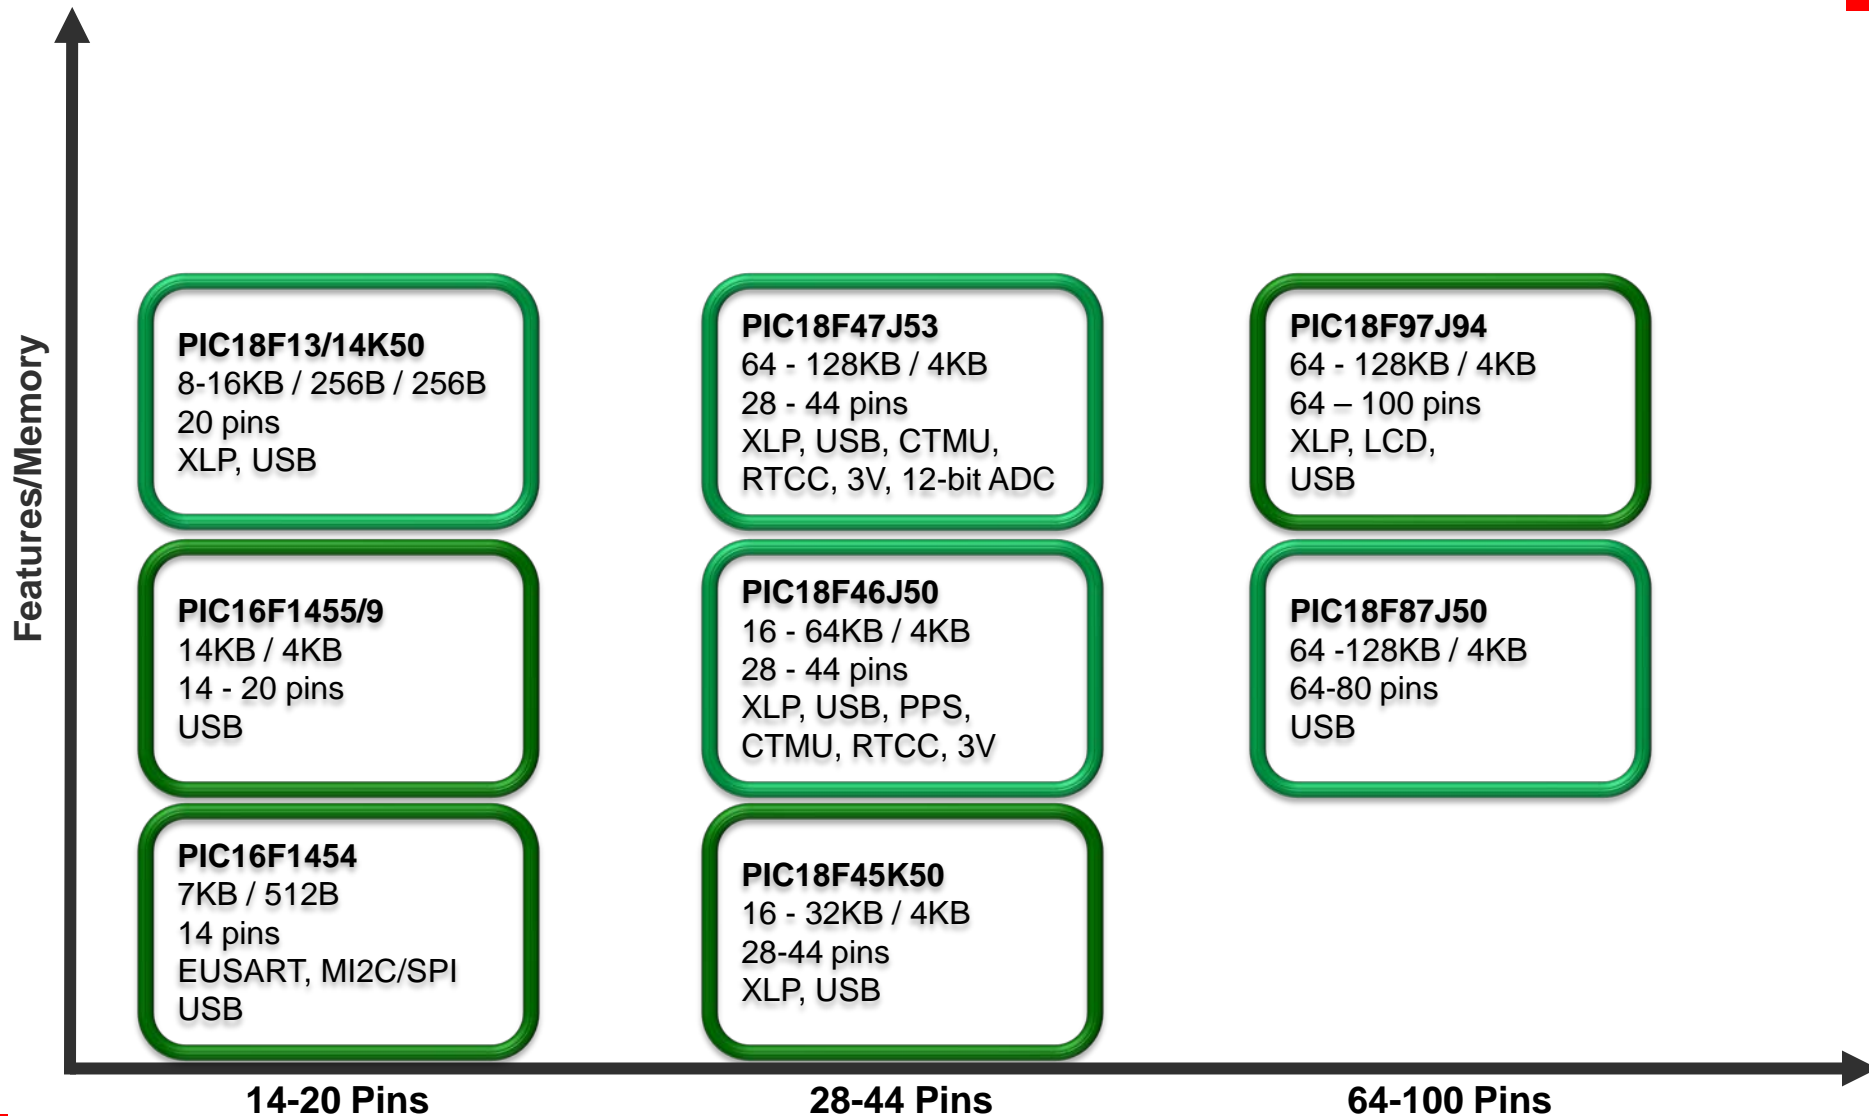 Features/Memory
PIC18F13/14K50
8-16KB / 256B / 256B
20 pins
XLP, USB
PIC16F1455/9
14KB / 4KB
14 - 20 pins
USB
PIC16F1454
7KB / 512B
14 pins
EUSART, MI2C/SPI
USB
PIC18F47J53
64 - 128KB / 4KB
28 - 44 pins
XLP, USB, CTMU,
RTCC, 3V, 12-bit ADC
PIC18F46J50
16 - 64KB / 4KB
28 - 44 pins
XLP, USB, PPS,
CTMU, RTCC, 3V
PIC18F45K50
16 - 32KB / 4KB
28-44 pins
XLP, USB
PIC18F97J94
64 - 128KB / 4KB
64 – 100 pins
XLP, LCD,
USB
PIC18F87J50
64 -128KB / 4KB
64-80 pins
USB
14-20 Pins
28-44 Pins
64-100 Pins